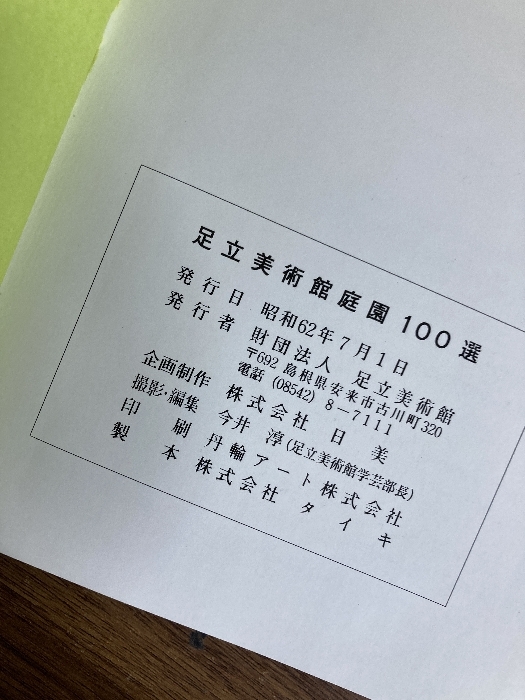 足立美術館庭園100選
発行日 昭和62年7月1日
発行者 財団法人 足立美術館
〒692 島根県安来市古川町320
電話 (08542) 8-7111
企画制作 株式会社 日美
撮影・編集 今井 淳(足立美術館学芸部長)
印刷 丹輪アート株式会社
製本 株式会社タイキ